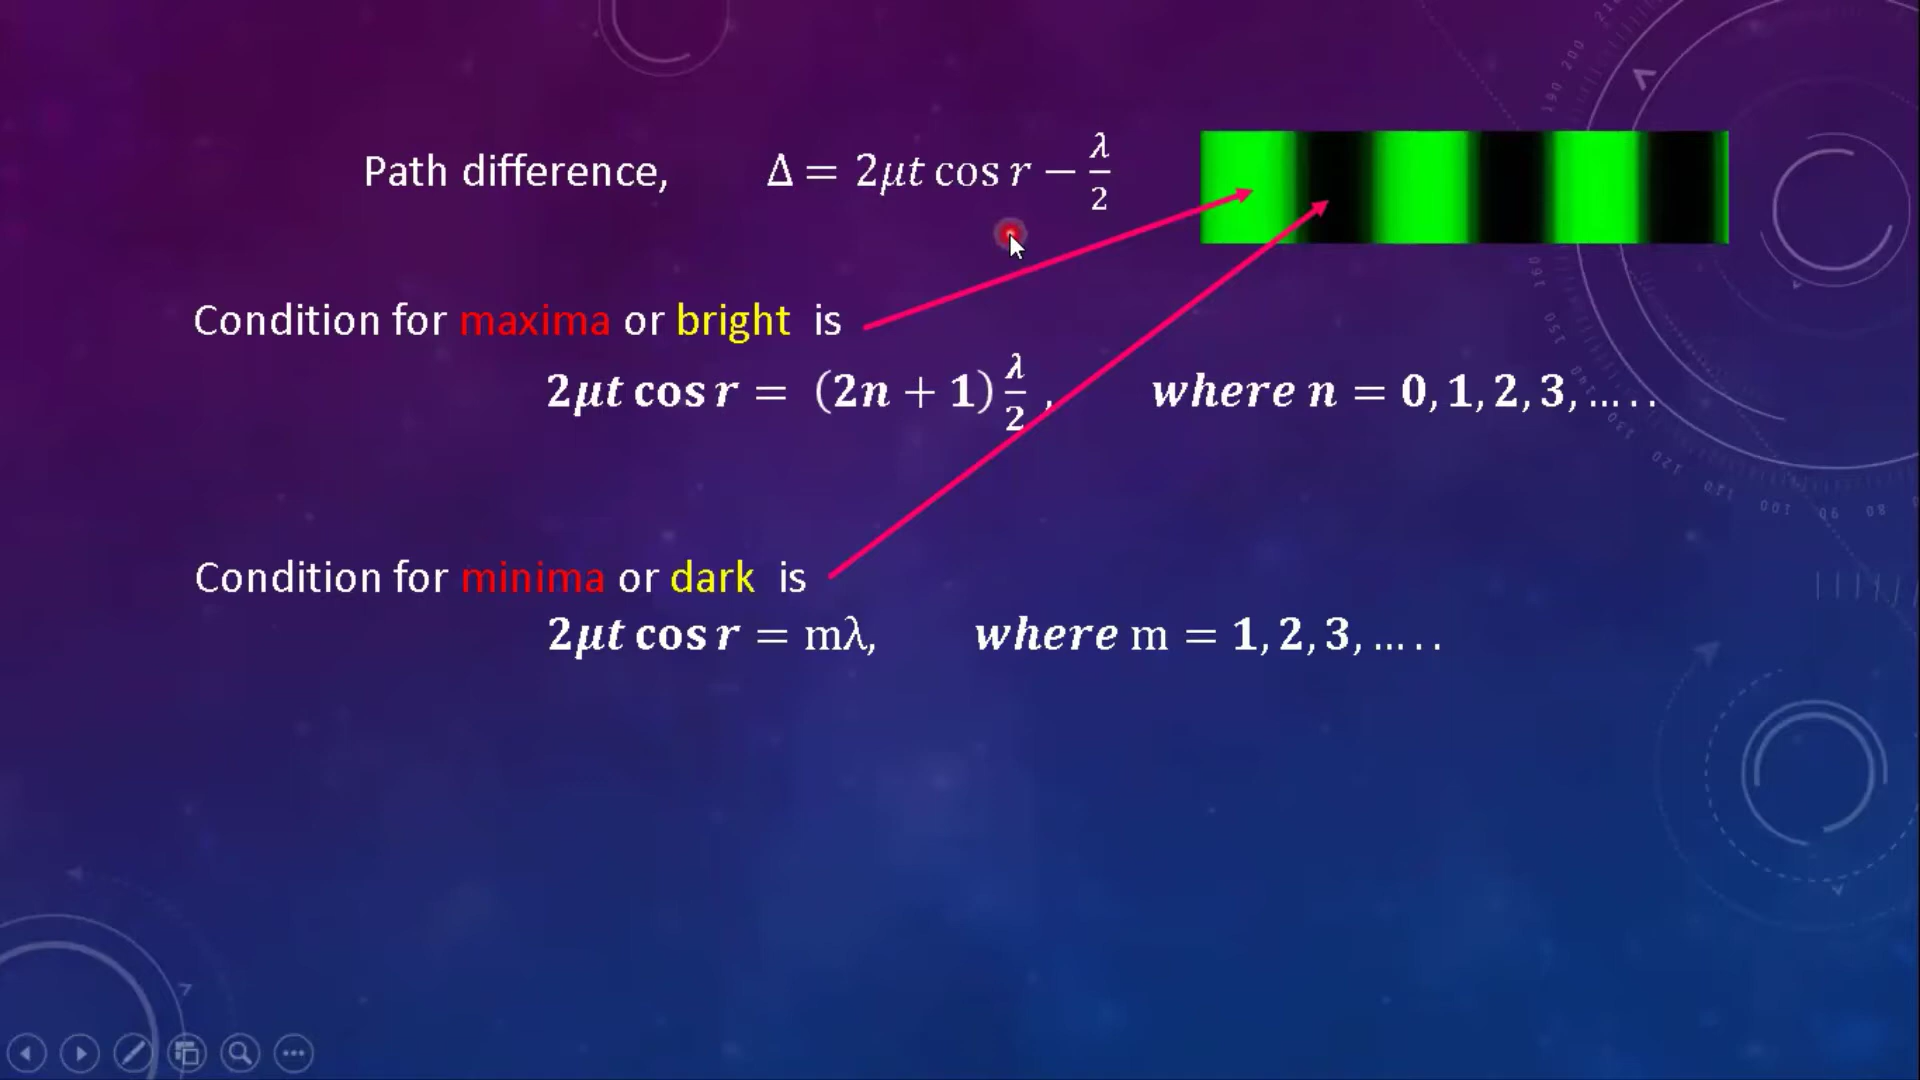 Path difference, Δ = 2μt cos r − λ/2
Condition for maxima or bright is
2μt cos r = (2n + 1) λ/2 , where n = 0, 1, 2, 3, … . .
Condition for minima or dark is
2μt cos r = mλ, where m = 1, 2, 3, … . .